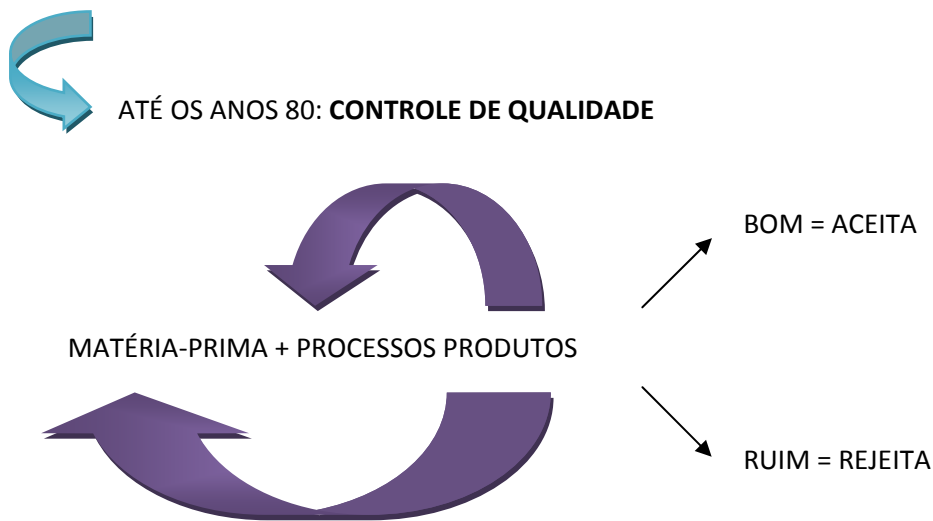 ATÉ OS ANOS 80: CONTROLE DE QUALIDADE
BOM = ACEITA
MATÉRIA-PRIMA + PROCESSOS PRODUTOS
RUIM = REJEITA